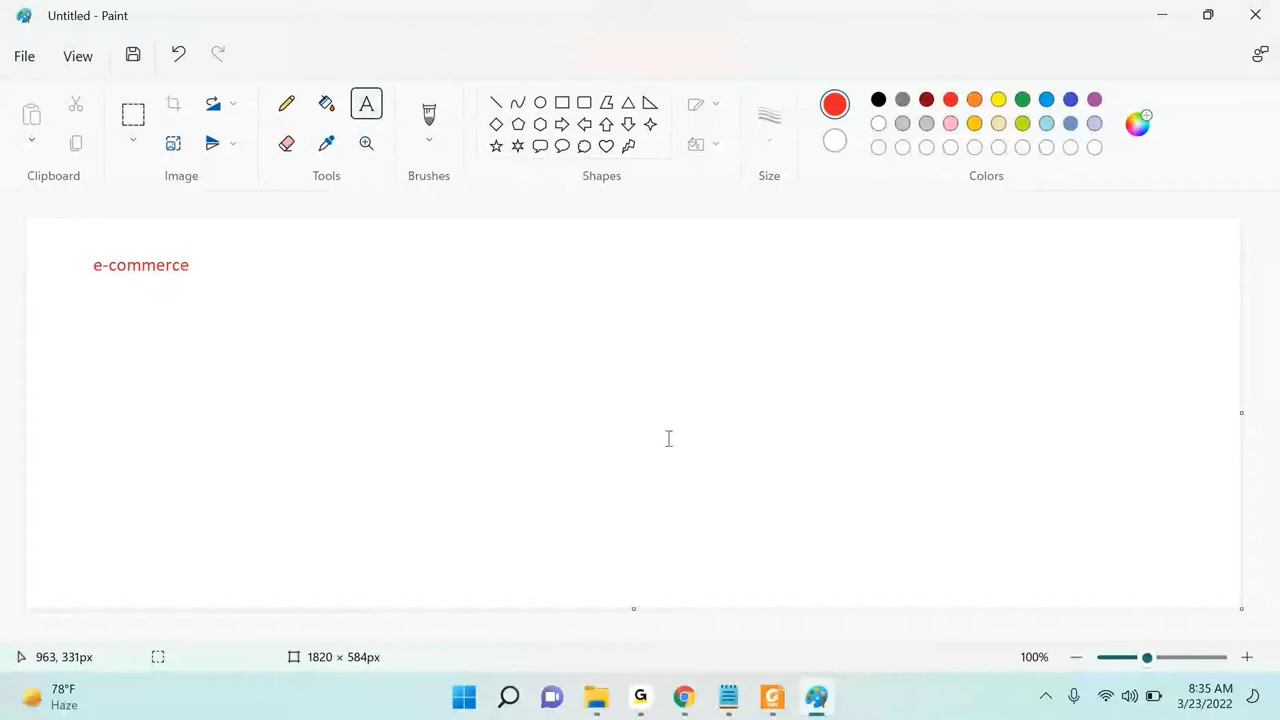 Untitled - Paint
File
View
Clipboard
Image
A
Tools
Brushes
Shapes
Size
Colors
e-commerce
963, 331px
1820 × 584px
100%
78°F
Haze
G
8:35 AM
3/23/2022